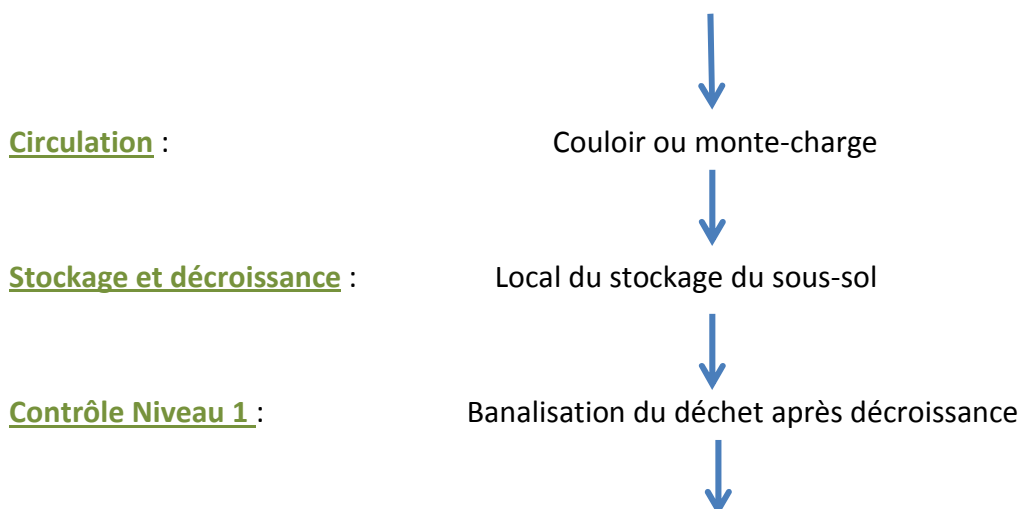 Circulation : Couloir ou monte-charge
Stockage et décroissance : Local du stockage du sous-sol
Contrôle Niveau 1 : Banalisation du déchet après décroissance